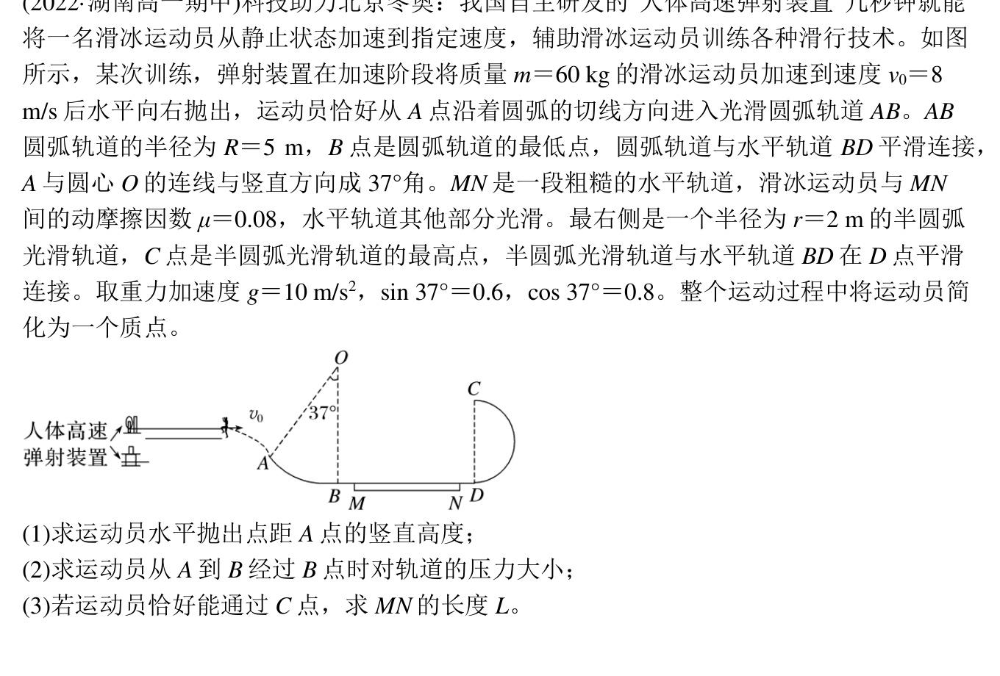 (2022·湖南高一期中)科技助力北京冬奥：我国自主研发的“人体高速弹射装置”几秒钟就能
将一名滑冰运动员从静止状态加速到指定速度，辅助滑冰运动员训练各种滑行技术。如图
所示，某次训练，弹射装置在加速阶段将质量 m＝60 kg 的滑冰运动员加速到速度 v₀＝8
m/s 后水平向右抛出，运动员恰好从 A 点沿着圆弧的切线方向进入光滑圆弧轨道 AB。AB
圆弧轨道的半径为 R＝5 m，B 点是圆弧轨道的最低点，圆弧轨道与水平轨道 BD 平滑连接，
A 与圆心 O 的连线与竖直方向成 37°角。MN 是一段粗糙的水平轨道，滑冰运动员与 MN
间的动摩擦因数 μ＝0.08，水平轨道其他部分光滑。最右侧是一个半径为 r＝2 m 的半圆弧
光滑轨道，C 点是半圆弧光滑轨道的最高点，半圆弧光滑轨道与水平轨道 BD 在 D 点平滑
连接。取重力加速度 g＝10 m/s²，sin 37°＝0.6，cos 37°＝0.8。整个运动过程中将运动员简
化为一个质点。
O
C
37°
v₀
人体高速
弹射装置
A
B M N D
(1)求运动员水平抛出点距 A 点的竖直高度；
(2)求运动员从 A 到 B 经过 B 点时对轨道的压力大小；
(3)若运动员恰好能通过 C 点，求 MN 的长度 L。